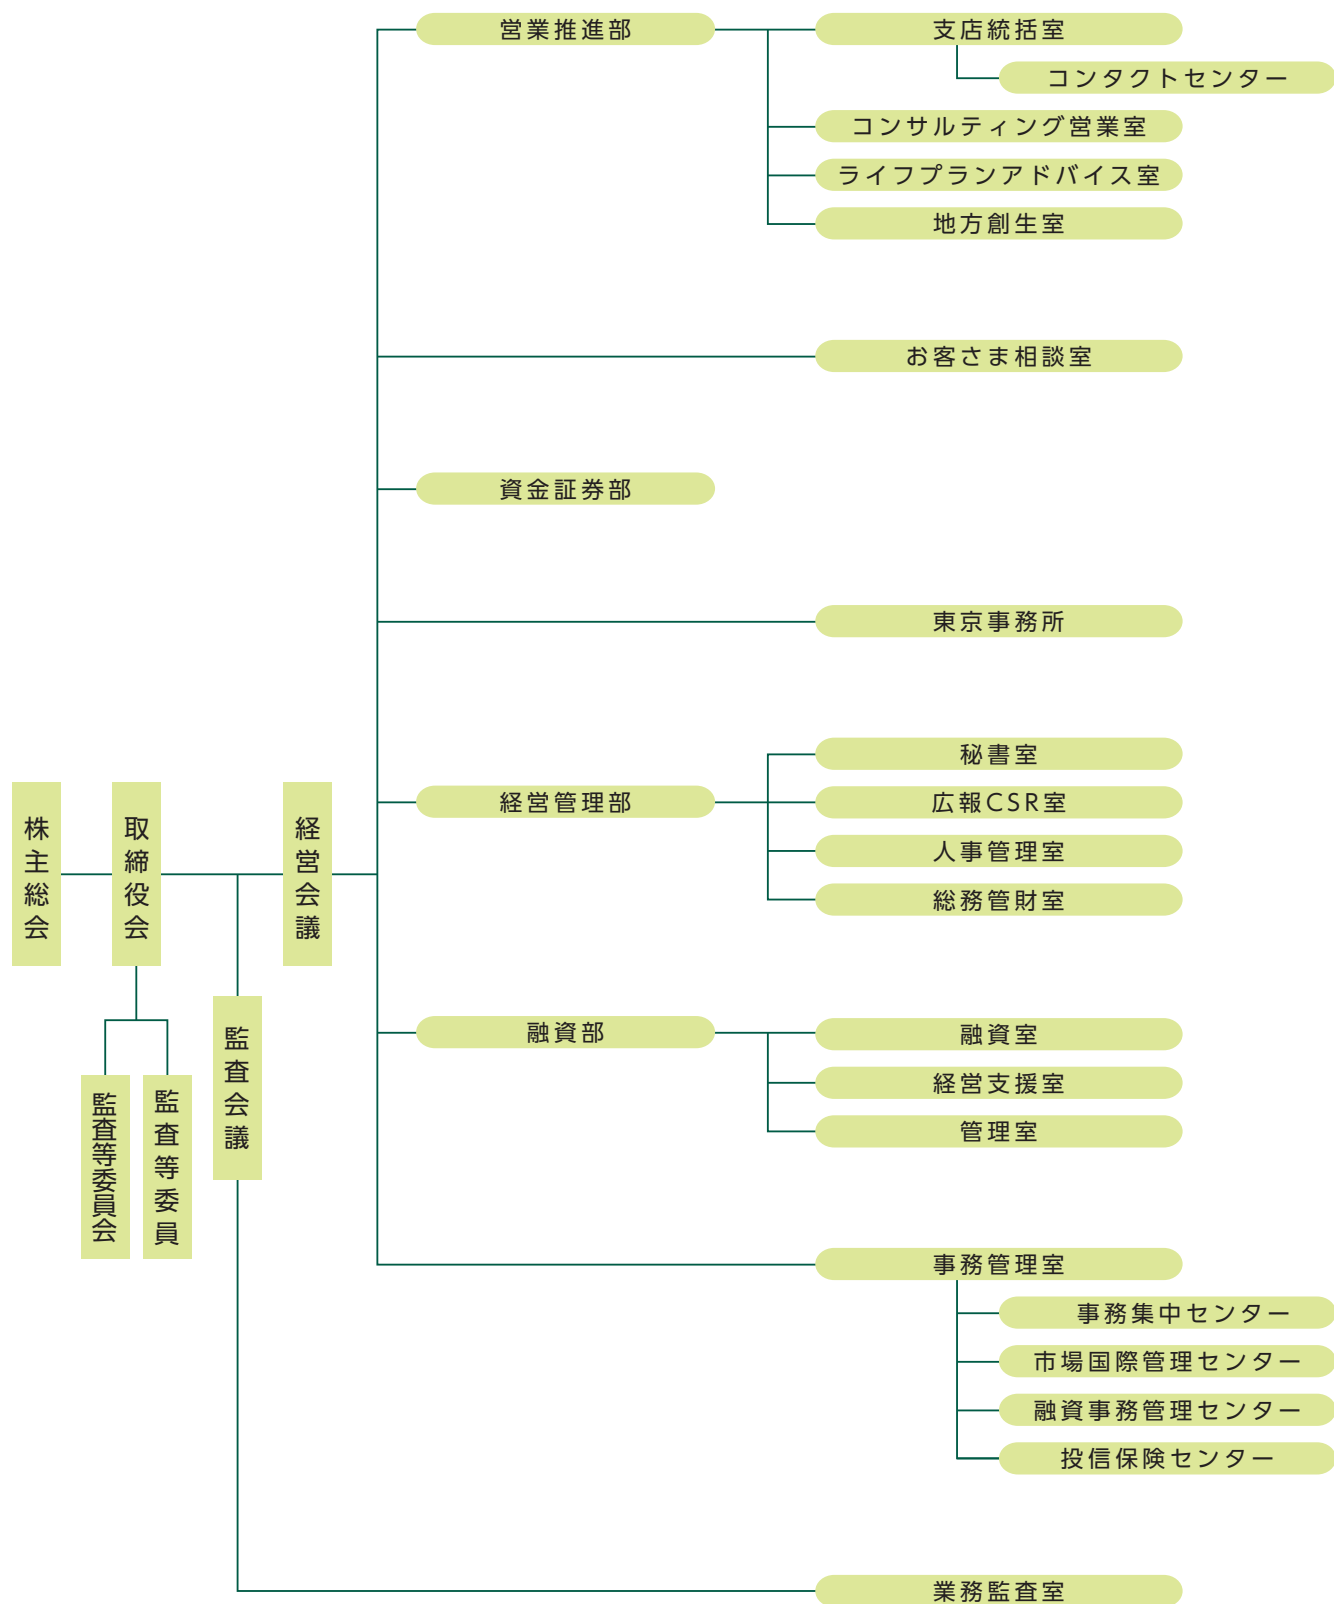 営業推進部
支店統括室
コンタクトセンター
コンサルティング営業室
ライフプランアドバイス室
地方創生室
お客さま相談室
資金証券部
東京事務所
株主総会
取締役会
監査等委員会
監査等委員
監査会議
経営会議
経営管理部
秘書室
広報CSR室
人事管理室
総務管財室
融資部
融資室
経営支援室
管理室
事務管理室
事務集中センター
市場国際管理センター
融資事務管理センター
投信保険センター
業務監査室